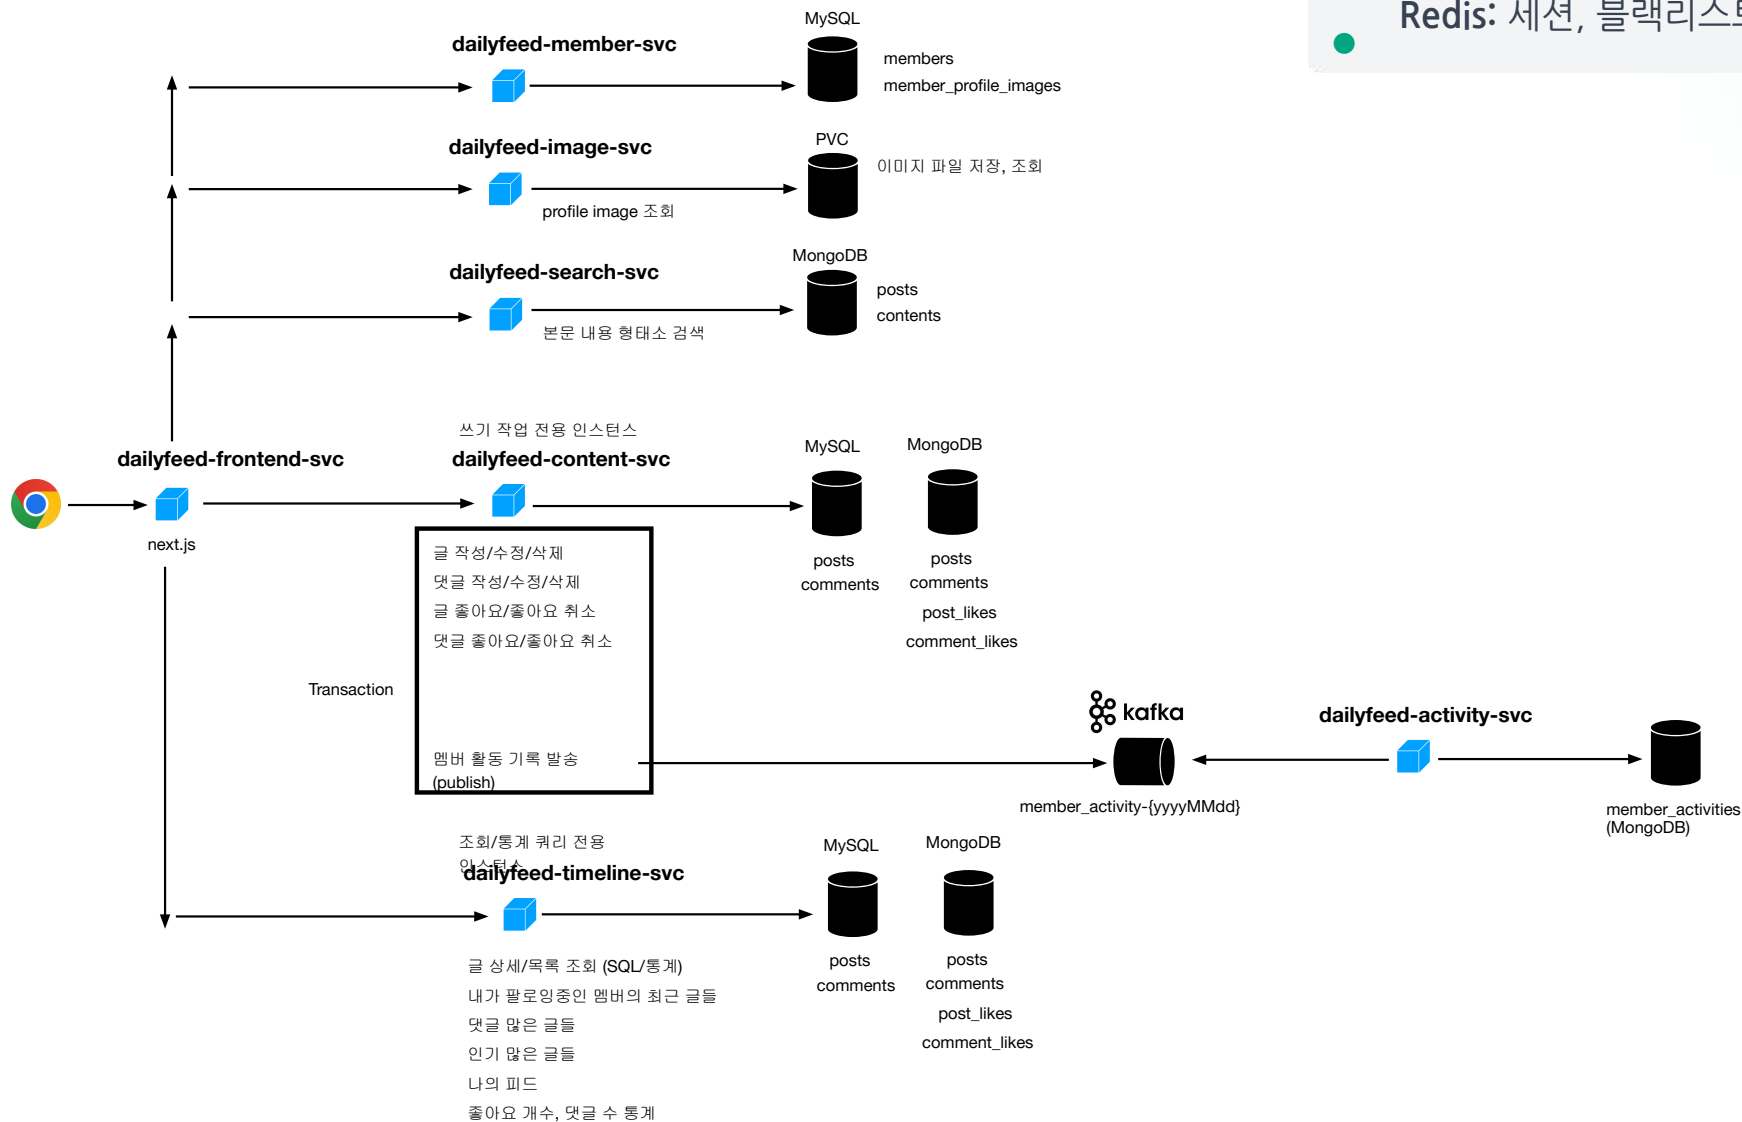 MySQL
Redis: 세션, 블랙리스트
dailyfeed-member-svc
members
member_profile_images
dailyfeed-image-svc
PVC
이미지 파일 저장, 조회
profile image 조회
MongoDB
dailyfeed-search-svc
posts
contents
본문 내용 형태소 검색
쓰기 작업 전용 인스턴스
dailyfeed-frontend-svc
dailyfeed-content-svc
MySQL
MongoDB
next.js
글 작성/수정/삭제
댓글 작성/수정/삭제
글 좋아요/좋아요 취소
댓글 좋아요/좋아요 취소
posts
comments
posts
comments
post_likes
comment_likes
Transaction
멤버 활동 기록 발송
(publish)
kafka
member_activity-{yyyyMMdd}
dailyfeed-activity-svc
member_activities
(MongoDB)
조회/통계 쿼리 전용
인스턴스
dailyfeed-timeline-svc
MySQL
MongoDB
글 상세/목록 조회 (SQL/통계)
내가 팔로잉중인 멤버의 최근 글들
댓글 많은 글들
인기 많은 글들
나의 피드
좋아요 개수, 댓글 수 통계
posts
comments
posts
comments
post_likes
comment_likes